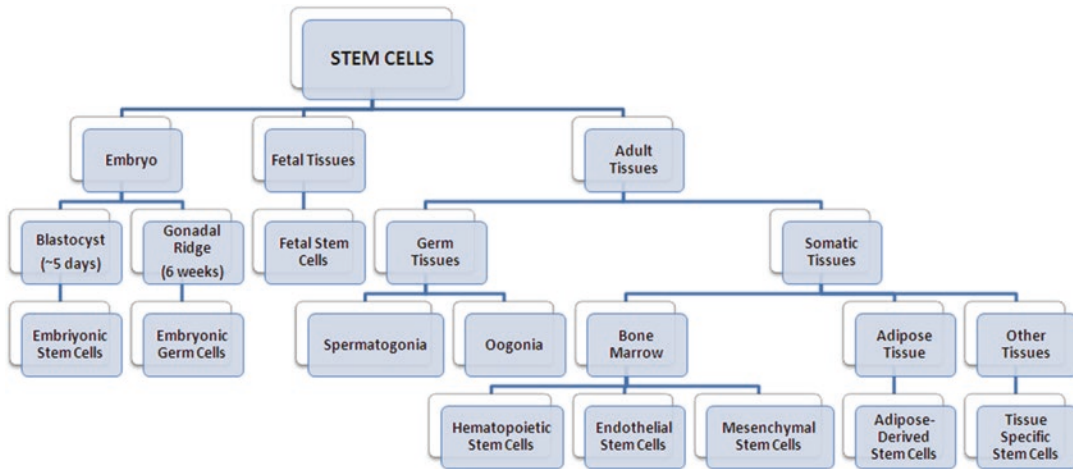 STEM CELLS
Embryo
Fetal Tissues
Adult
Tissues
Blastocyst
(~5 days)
Gonadal
Ridge
(6 weeks)
Fetal Stem
Cells
Germ
Tissues
Somatic
Tissues
Embriyonic
Stem Cells
Embryonic
Germ Cells
Spermatogonia
Oogonia
Bone
Marrow
Adipose
Tissue
Other
Tissues
Hematopoietic
Stem Cells
Endothelial
Stem Cells
Mesenchymal
Stem Cells
Adipose-
Derived
Stem Cells
Tissue
Specific
Stem Cells